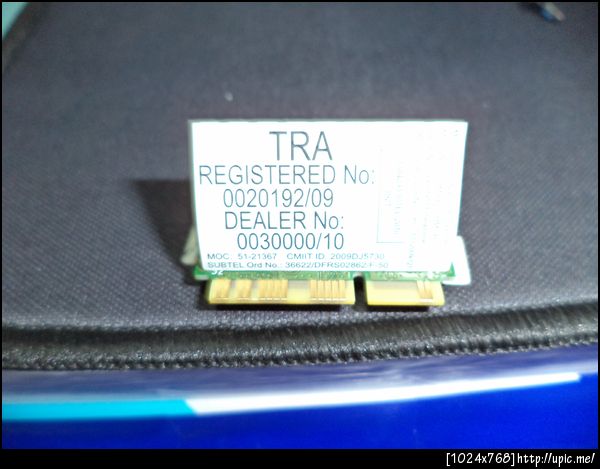 TRA
REGISTERED No:
0020192/09
DEALER No:
0030000/10
MOC: 51-21367 CMIIT ID: 2009DJ5730
SUBTEL Ord No.: 36622/DFRS02862/F-50
[1024x768]http://upic.me/